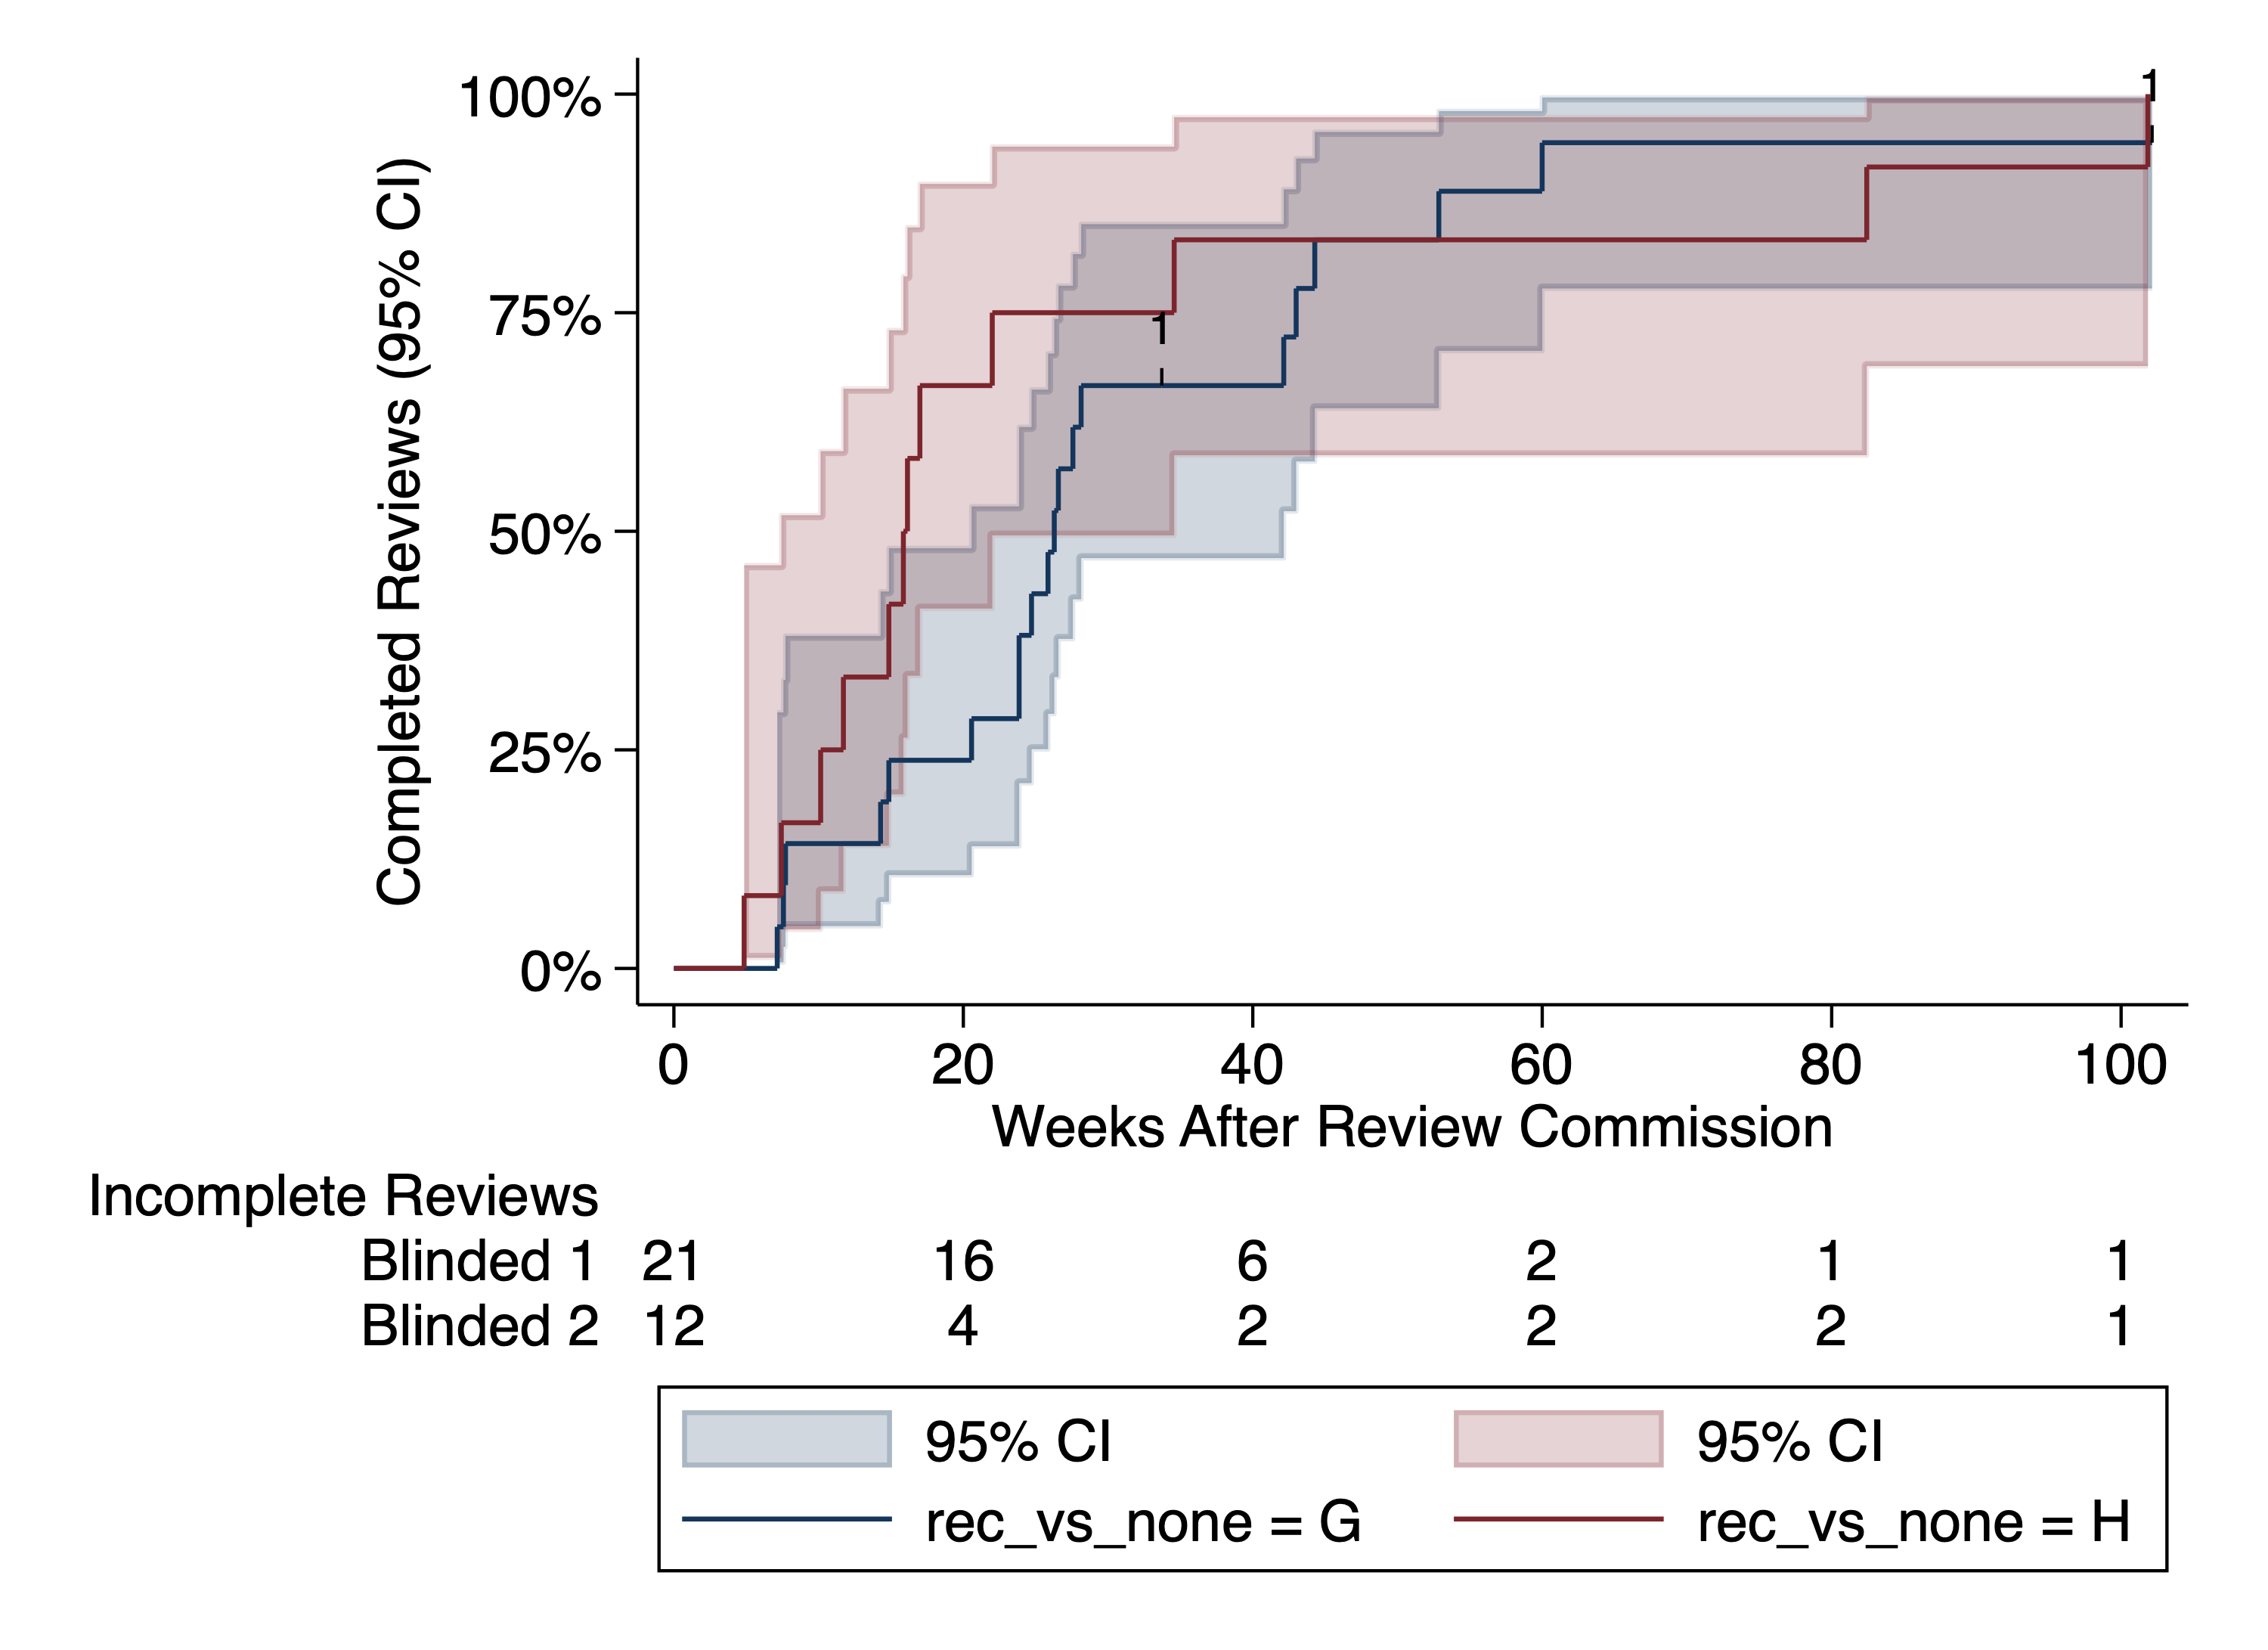 Completed Reviews (95% CI)
100%
75%
50%
25%
0%
1
1
0 20 40 60 80 100
Weeks After Review Commission
Incomplete Reviews
Blinded 1 21 16 6 2 1 1
Blinded 2 12 4 2 2 2 1
95% CI 95% CI
rec_vs_none = G rec_vs_none = H